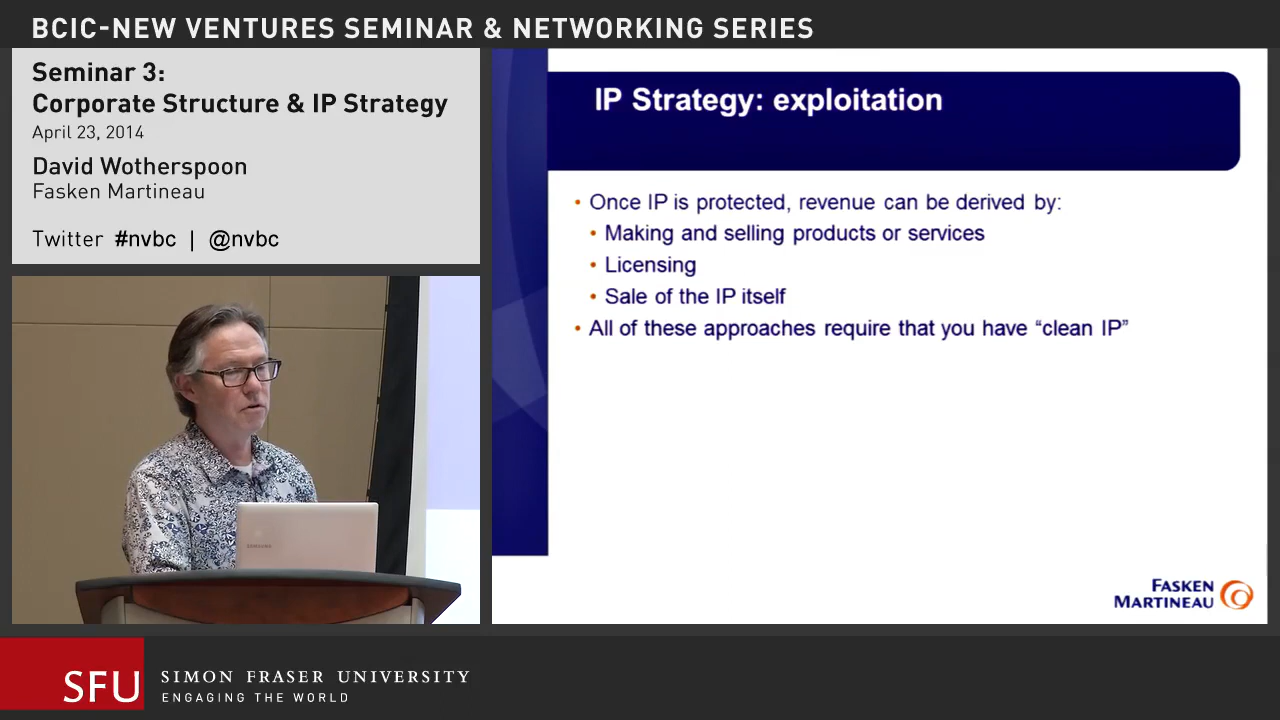 BCIC-NEW VENTURES SEMINAR & NETWORKING SERIES
Seminar 3:
Corporate Structure & IP Strategy
April 23, 2014
David Wotherspoon
Fasken Martineau
Twitter #nvbc | @nvbc
IP Strategy: exploitation
• Once IP is protected, revenue can be derived by:
• Making and selling products or services
• Licensing
• Sale of the IP itself
• All of these approaches require that you have “clean IP”
SAMSUNG
FASKEN
MARTINEAU
SFU
SIMON FRASER UNIVERSITY
ENGAGING THE WORLD